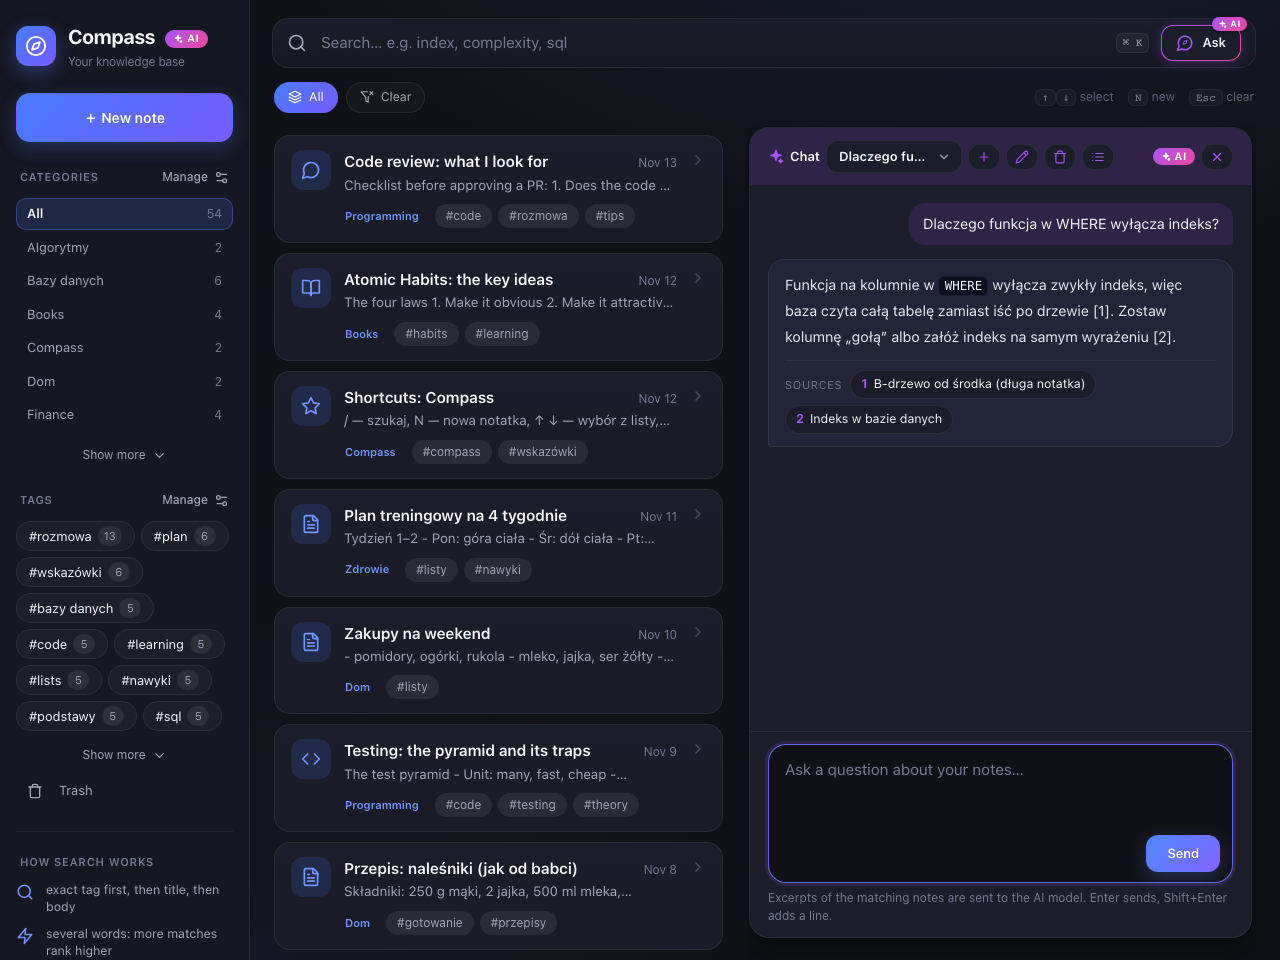 Compass AI
Your knowledge base
+ New note
CATEGORIES Manage
All 54
Algorytmy 2
Bazy danych 6
Books 4
Compass 2
Dom 2
Finance 4
Show more
TAGS Manage
#rozmowa 13 #plan 6
#wskazówki 6
#bazy danych 5
#code 5 #learning 5
#lists 5 #nawyki 5
#podstawy 5 #sql 5
Show more
Trash
HOW SEARCH WORKS
exact tag first, then title, then
body
several words: more matches
rank higher
Search... e.g. index, complexity, sql ⌘ K Ask AI
All Clear ↑ ↓ select N new Esc clear
Code review: what I look for Nov 13
Checklist before approving a PR: 1. Does the code ...
Programming #code #rozmowa #tips
Atomic Habits: the key ideas Nov 12
The four laws 1. Make it obvious 2. Make it attractiv...
Books #habits #learning
Shortcuts: Compass Nov 12
/ — szukaj, N — nowa notatka, ↑ ↓ — wybór z listy,...
Compass #compass #wskazówki
Plan treningowy na 4 tygodnie Nov 11
Tydzień 1–2 - Pon: góra ciała - Śr: dół ciała - Pt:...
Zdrowie #listy #nawyki
Zakupy na weekend Nov 10
- pomidory, ogórki, rukola - mleko, jajka, ser żółty -...
Dom #listy
Testing: the pyramid and its traps Nov 9
The test pyramid - Unit: many, fast, cheap -...
Programming #code #testing #theory
Przepis: naleśniki (jak od babci) Nov 8
Składniki: 250 g mąki, 2 jajka, 500 ml mleka,...
Dom #gotowanie #przepisy
Chat Dlaczego fu... AI
Dlaczego funkcja w WHERE wyłącza indeks?
Funkcja na kolumnie w WHERE wyłącza zwykły indeks, więc
baza czyta całą tabelę zamiast iść po drzewie [1]. Zostaw
kolumnę „gołą” albo załóż indeks na samym wyrażeniu [2].
SOURCES 1 B-drzewo od środka (długa notatka)
2 Indeks w bazie danych
Ask a question about your notes...
Send
Excerpts of the matching notes are sent to the AI model. Enter sends, Shift+Enter
adds a line.